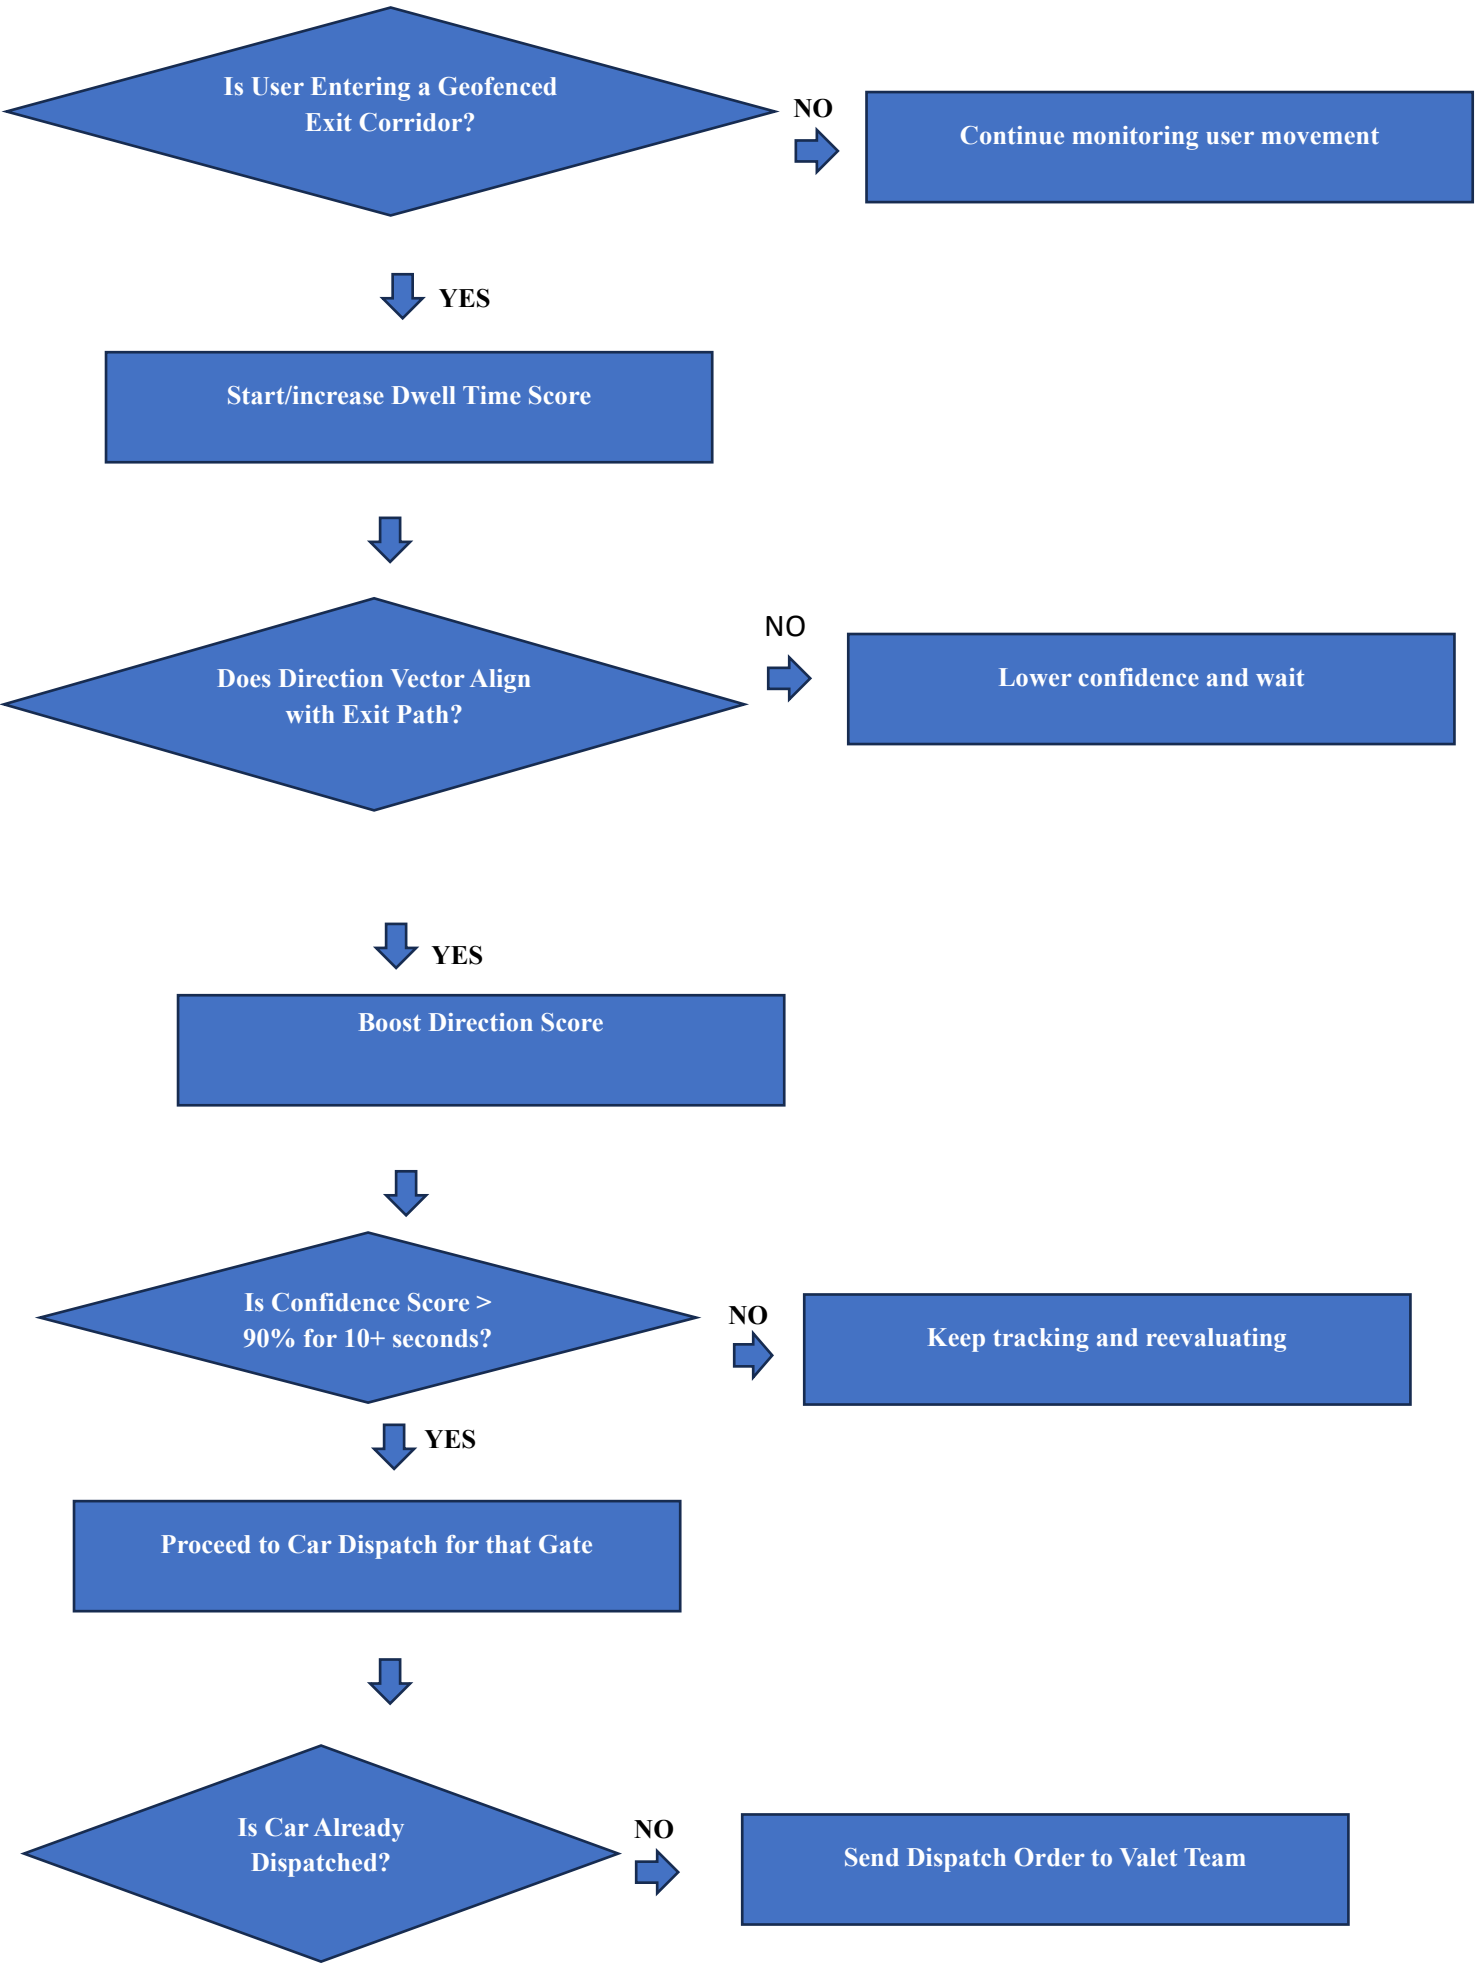 Is User Entering a Geofenced
Exit Corridor?
NO
Continue monitoring user movement
YES
Start/increase Dwell Time Score
Does Direction Vector Align
with Exit Path?
NO
Lower confidence and wait
YES
Boost Direction Score
Is Confidence Score >
90% for 10+ seconds?
NO
Keep tracking and reevaluating
YES
Proceed to Car Dispatch for that Gate
Is Car Already
Dispatched?
NO
Send Dispatch Order to Valet Team